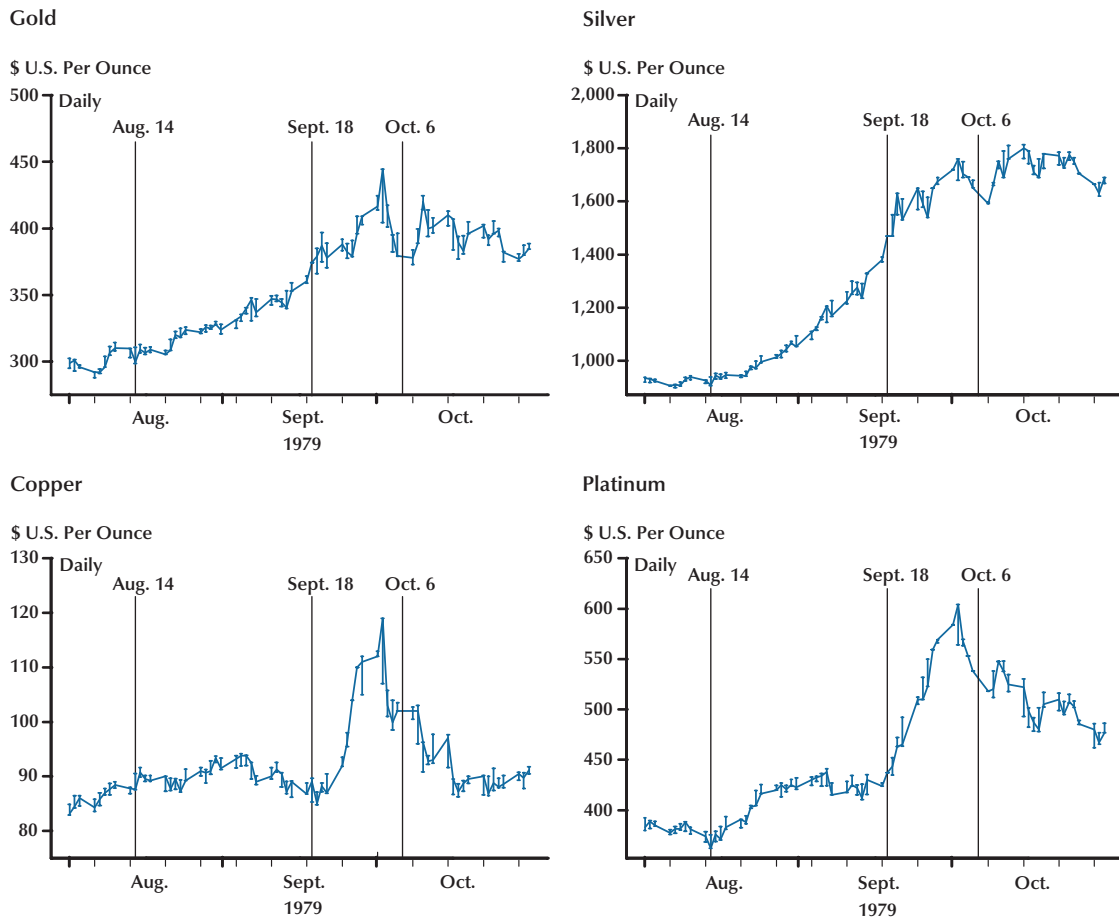 Gold
$ U.S. Per Ounce
500
Daily
Aug. 14
Sept. 18
Oct. 6
450
400
350
300
Aug.
Sept.
Oct.
1979
Silver
$ U.S. Per Ounce
2,000
Daily
Aug. 14
Sept. 18
Oct. 6
1,800
1,600
1,400
1,200
1,000
Aug.
Sept.
Oct.
1979
Copper
$ U.S. Per Ounce
130
Daily
Aug. 14
Sept. 18
Oct. 6
120
110
100
90
80
Aug.
Sept.
Oct.
1979
Platinum
$ U.S. Per Ounce
650
Daily
Aug. 14
Sept. 18
Oct. 6
600
550
500
450
400
Aug.
Sept.
Oct.
1979